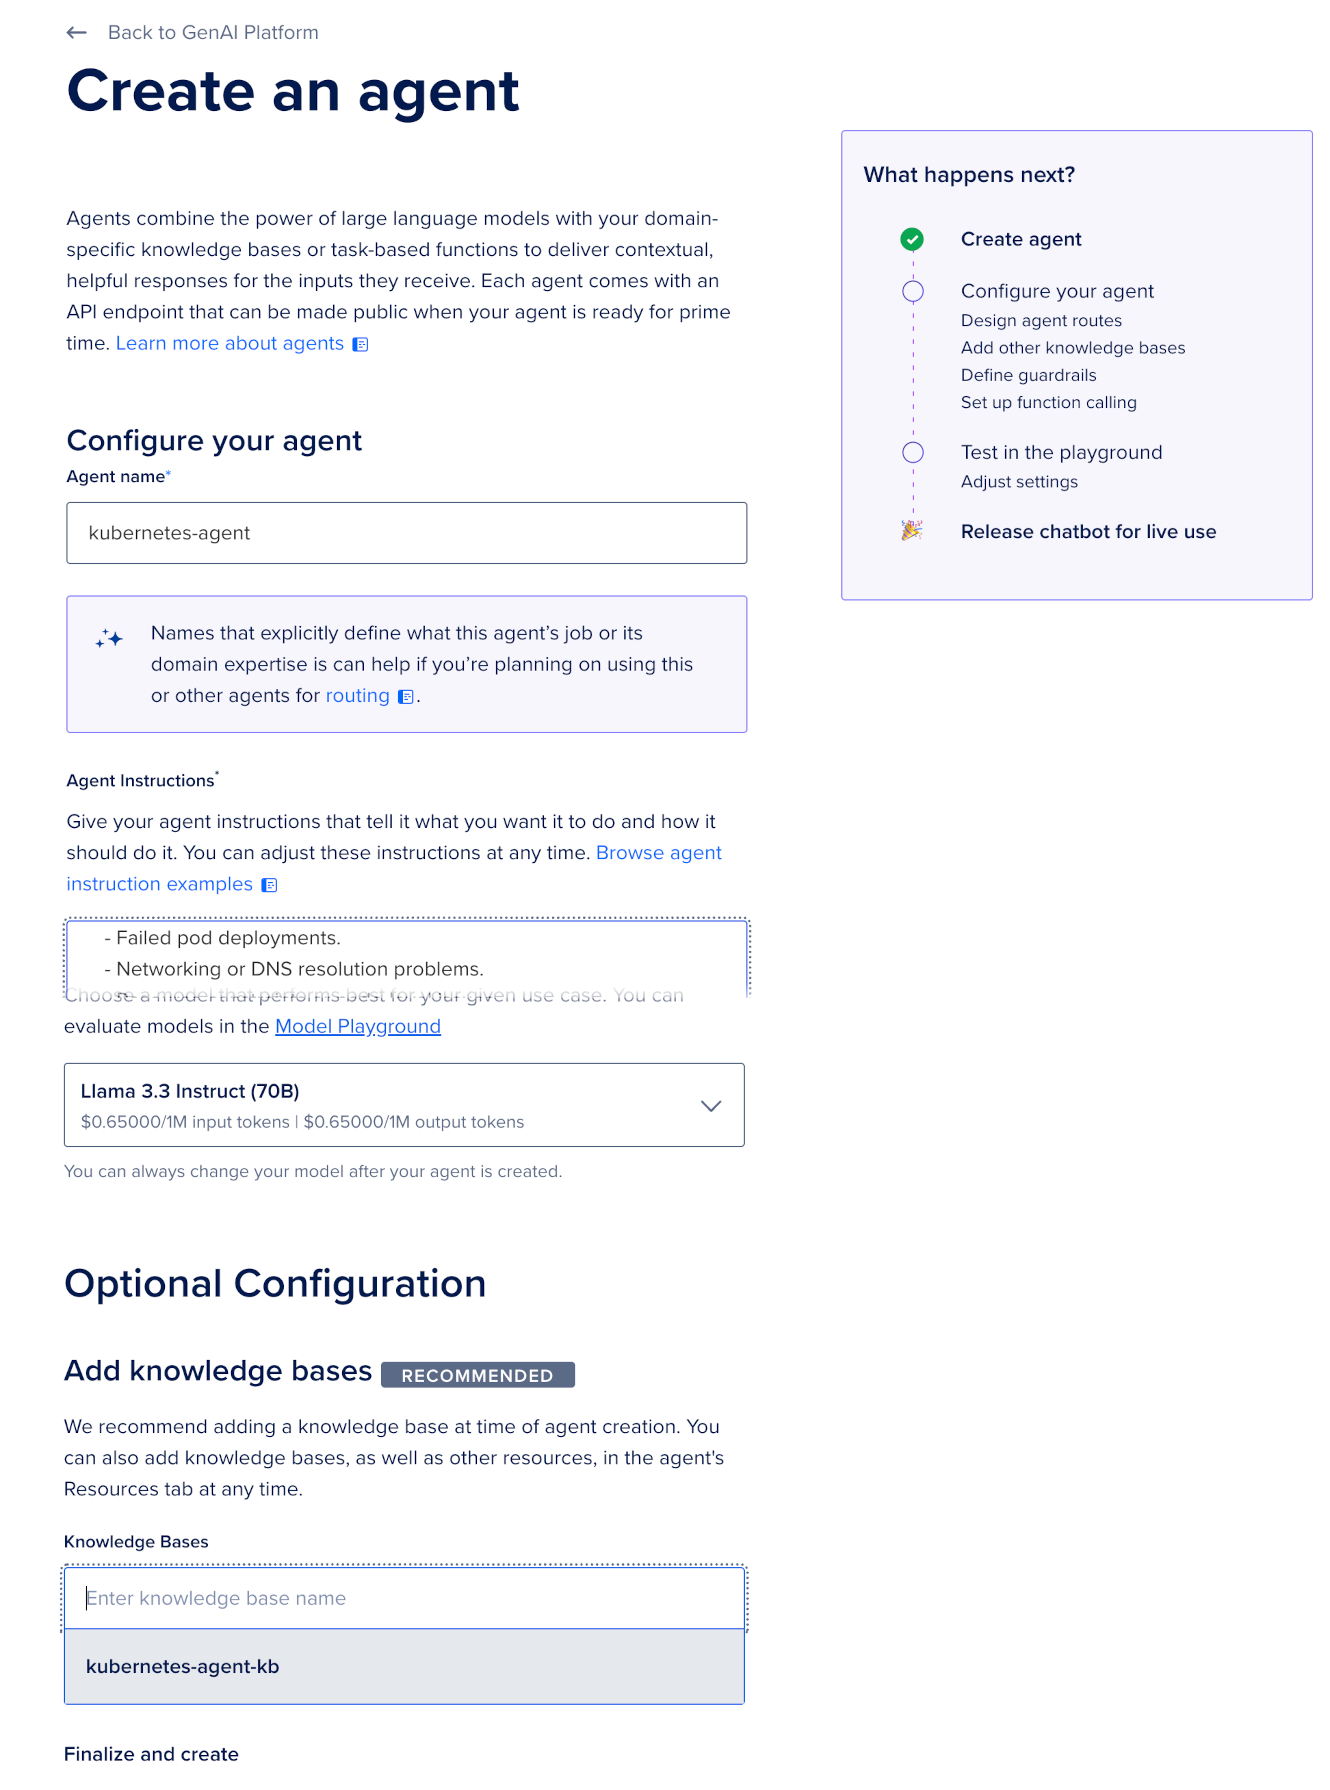 Back to GenAI Platform
Create an agent
Agents combine the power of large language models with your domain-
specific knowledge bases or task-based functions to deliver contextual,
helpful responses for the inputs they receive. Each agent comes with an
API endpoint that can be made public when your agent is ready for prime
time. Learn more about agents
Configure your agent
Agent name*
kubernetes-agent
Names that explicitly define what this agent’s job or its
domain expertise is can help if you’re planning on using this
or other agents for routing .
Agent Instructions*
Give your agent instructions that tell it what you want it to do and how it
should do it. You can adjust these instructions at any time. Browse agent
instruction examples
- Failed pod deployments.
- Networking or DNS resolution problems.
Choose a model that performs best for your given use case. You can
evaluate models in the Model Playground
Llama 3.3 Instruct (70B)
$0.65000/1M input tokens | $0.65000/1M output tokens
You can always change your model after your agent is created.
Optional Configuration
Add knowledge bases RECOMMENDED
We recommend adding a knowledge base at time of agent creation. You
can also add knowledge bases, as well as other resources, in the agent's
Resources tab at any time.
Knowledge Bases
Enter knowledge base name
kubernetes-agent-kb
Finalize and create
What happens next?
Create agent
Configure your agent
Design agent routes
Add other knowledge bases
Define guardrails
Set up function calling
Test in the playground
Adjust settings
Release chatbot for live use